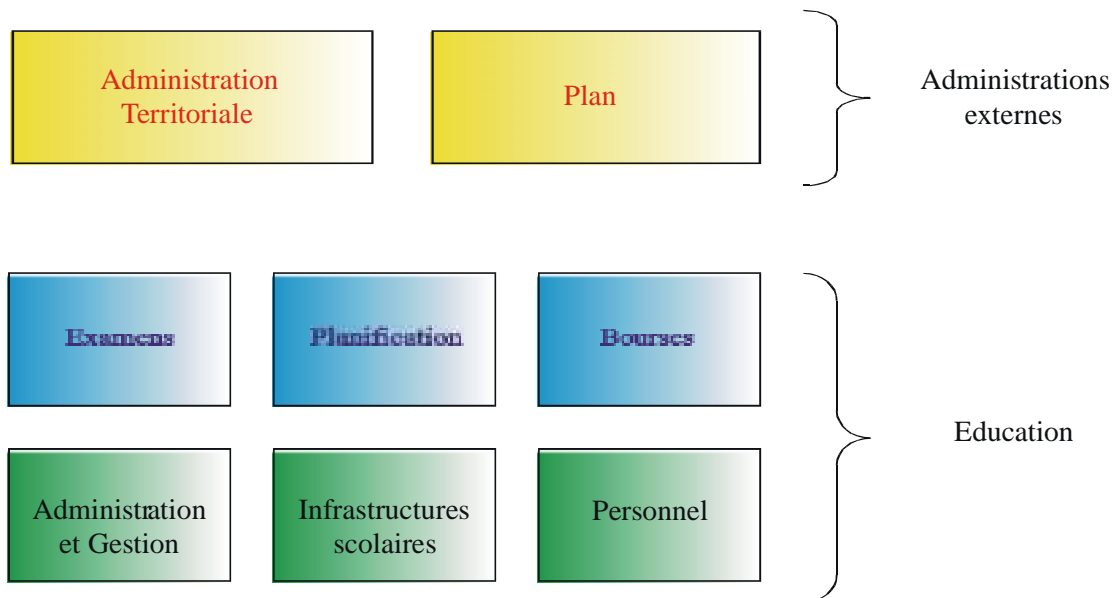 Administration
Territoriale
Plan
Administrations
externes
Examens
Planification
Bourses
Education
Administration
et Gestion
Infrastructures
scolaires
Personnel